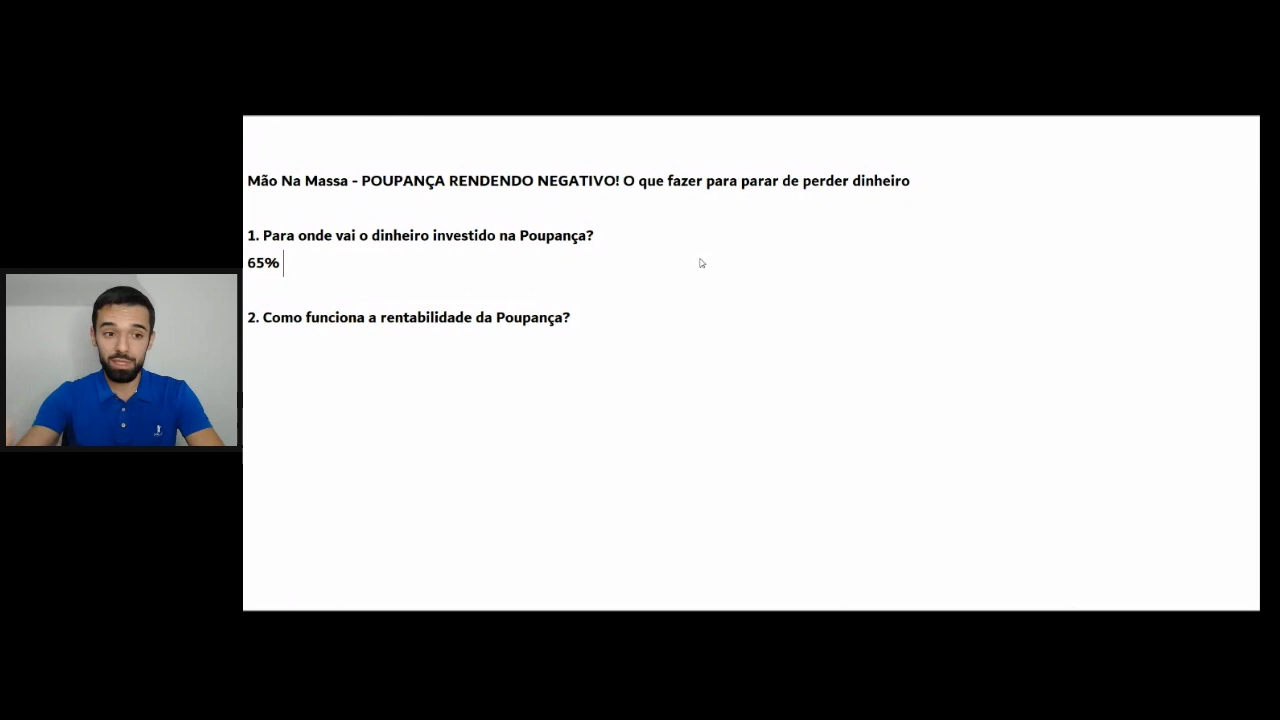 Mão Na Massa - POUPANÇA RENDENDO NEGATIVO! O que fazer para parar de perder dinheiro
1. Para onde vai o dinheiro investido na Poupança?
65%
2. Como funciona a rentabilidade da Poupança?